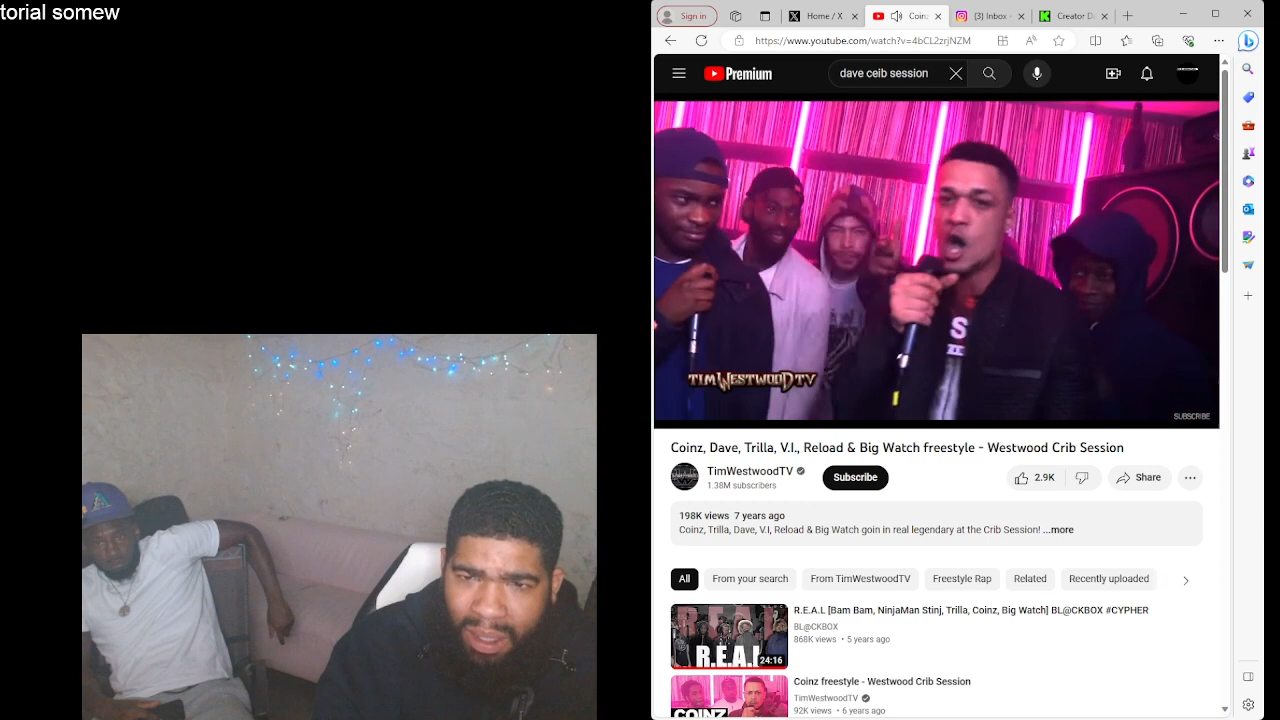 torial somew
Sign in
Home / X
Coin:
(3) Inbox
Creator D
https://www.youtube.com/watch?v=4bCL2zrjNZM
Premium
dave ceib session
S
TIMWESTWOODTV
SUBSCRIBE
Coinz, Dave, Trilla, V.I., Reload & Big Watch freestyle - Westwood Crib Session
TimWestwoodTV
1.38M subscribers
Subscribe
2.9K
Share
198K views 7 years ago
Coinz, Trilla, Dave, V.I, Reload & Big Watch goin in real legendary at the Crib Session! ...more
All
From your search
From TimWestwoodTV
Freestyle Rap
Related
Recently uploaded
R.E.A.L [Bam Bam, NinjaMan Stinj, Trilla, Coinz, Big Watch] BL@CKBOX #CYPHER
BL@CKBOX
868K views • 5 years ago
R.E.A.L
24:16
Coinz freestyle - Westwood Crib Session
TimWestwoodTV
92K views • 6 years ago
COINZ